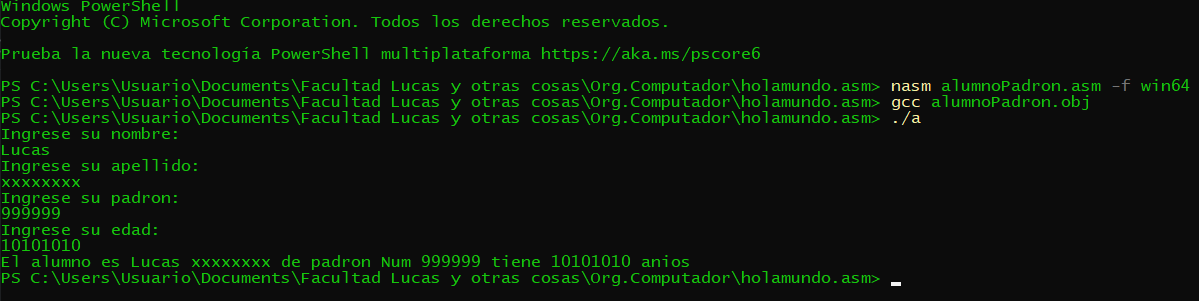 Windows PowerShell
Copyright (C) Microsoft Corporation. Todos los derechos reservados.
Prueba la nueva tecnología PowerShell multiplataforma https://aka.ms/pscore6
PS C:\Users\Usuario\Documents\Facultad Lucas y otras cosas\Org.Computador\holamundo.asm> nasm alumnoPadron.asm -f win64
PS C:\Users\Usuario\Documents\Facultad Lucas y otras cosas\Org.Computador\holamundo.asm> gcc alumnoPadron.obj
PS C:\Users\Usuario\Documents\Facultad Lucas y otras cosas\Org.Computador\holamundo.asm> ./a
Ingrese su nombre:
Lucas
Ingrese su apellido:
xxxxxxxx
Ingrese su padron:
999999
Ingrese su edad:
10101010
El alumno es Lucas xxxxxxxx de padron Num 999999 tiene 10101010 anios
PS C:\Users\Usuario\Documents\Facultad Lucas y otras cosas\Org.Computador\holamundo.asm>